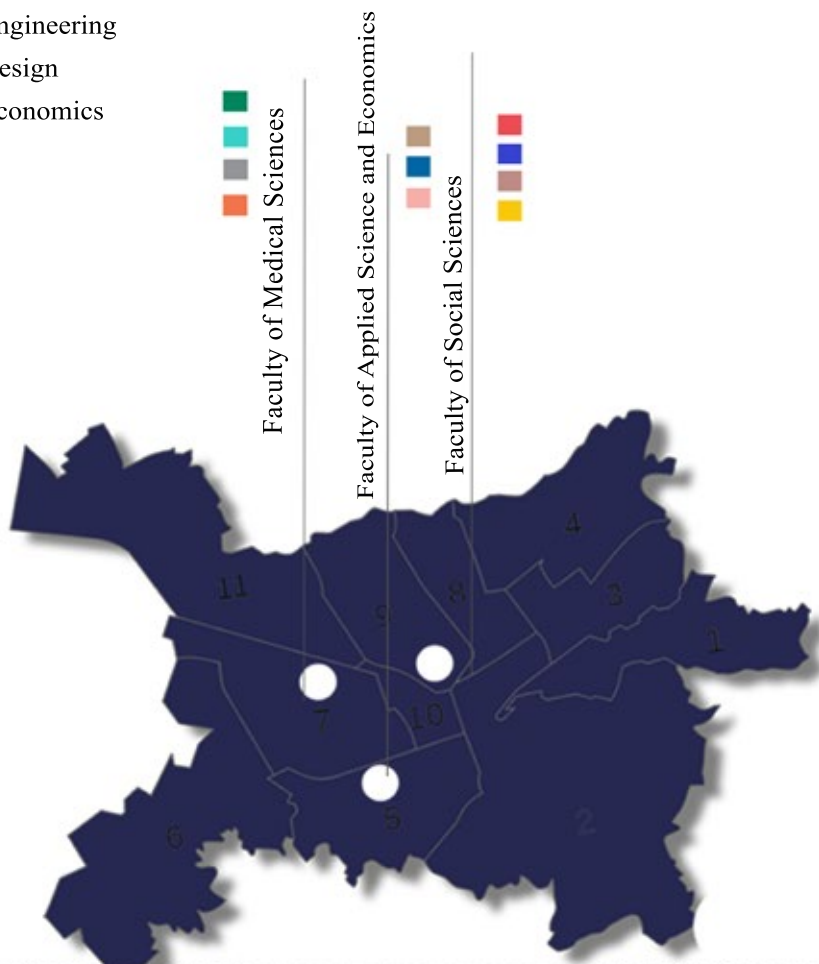 ngineering
esign
conomics
Faculty of Medical Sciences
Faculty of Applied Science and Economics
Faculty of Social Sciences
4
3
11
8
9
1
7
10
5
6
2